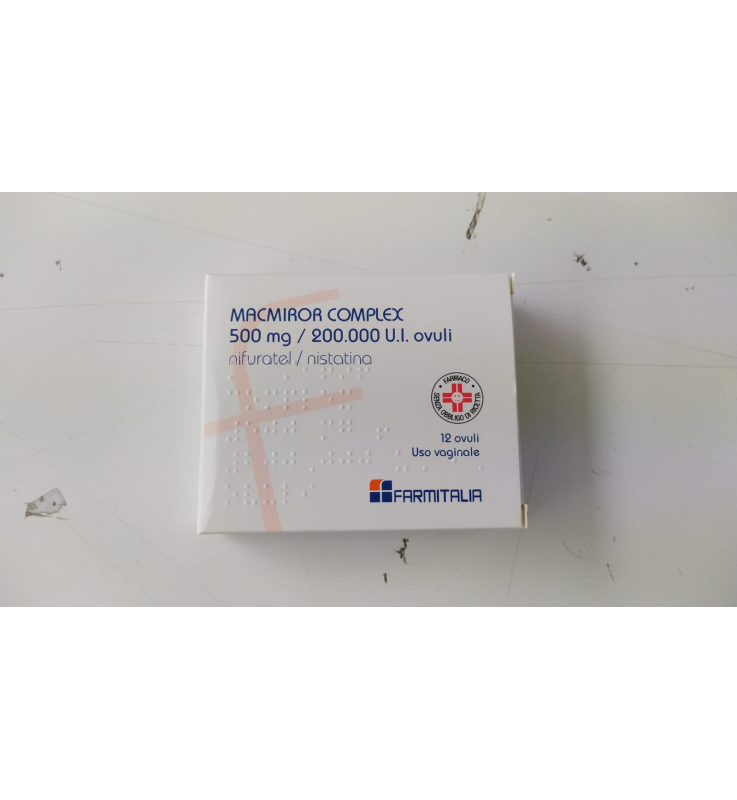 MACMIROR COMPLEX
500 mg / 200.000 U.I. ovuli
nifuratel / nistatina
FARMACO
SENZA OBBLIGO DI RICETTA
12 ovuli
Uso vaginale
FARMITALIA